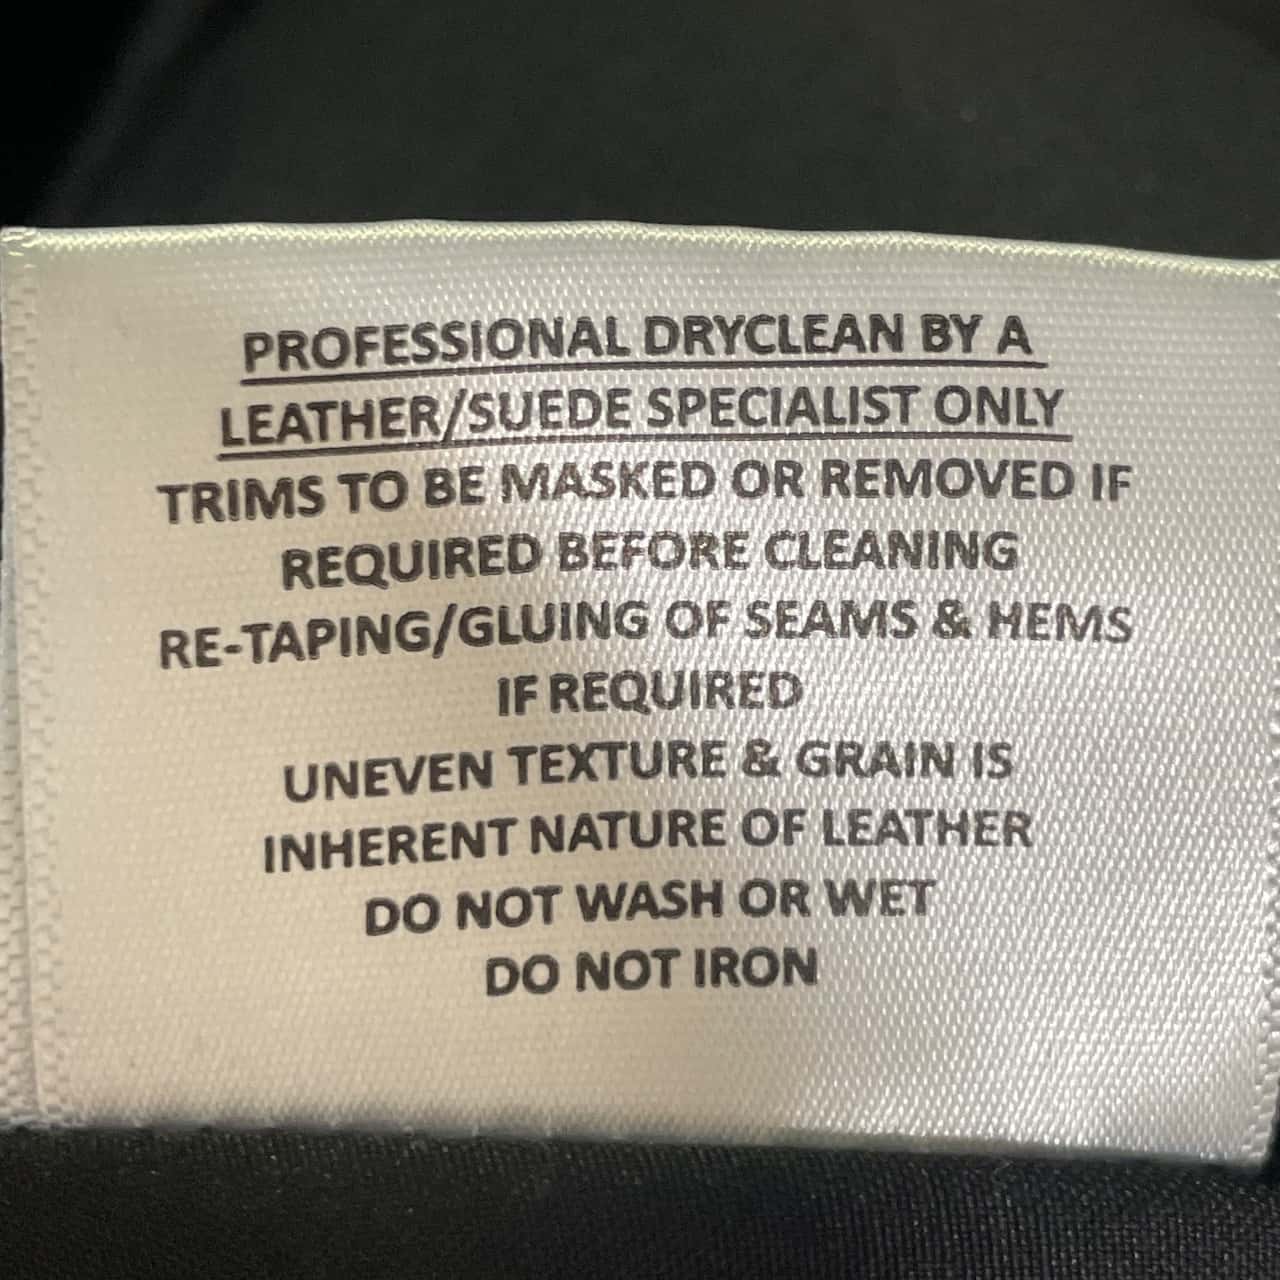 PROFESSIONAL DRYCLEAN BY A
LEATHER/SUEDE SPECIALIST ONLY
TRIMS TO BE MASKED OR REMOVED IF
REQUIRED BEFORE CLEANING
RE-TAPING/GLUING OF SEAMS & HEMS
IF REQUIRED
UNEVEN TEXTURE & GRAIN IS
INHERENT NATURE OF LEATHER
DO NOT WASH OR WET
DO NOT IRON